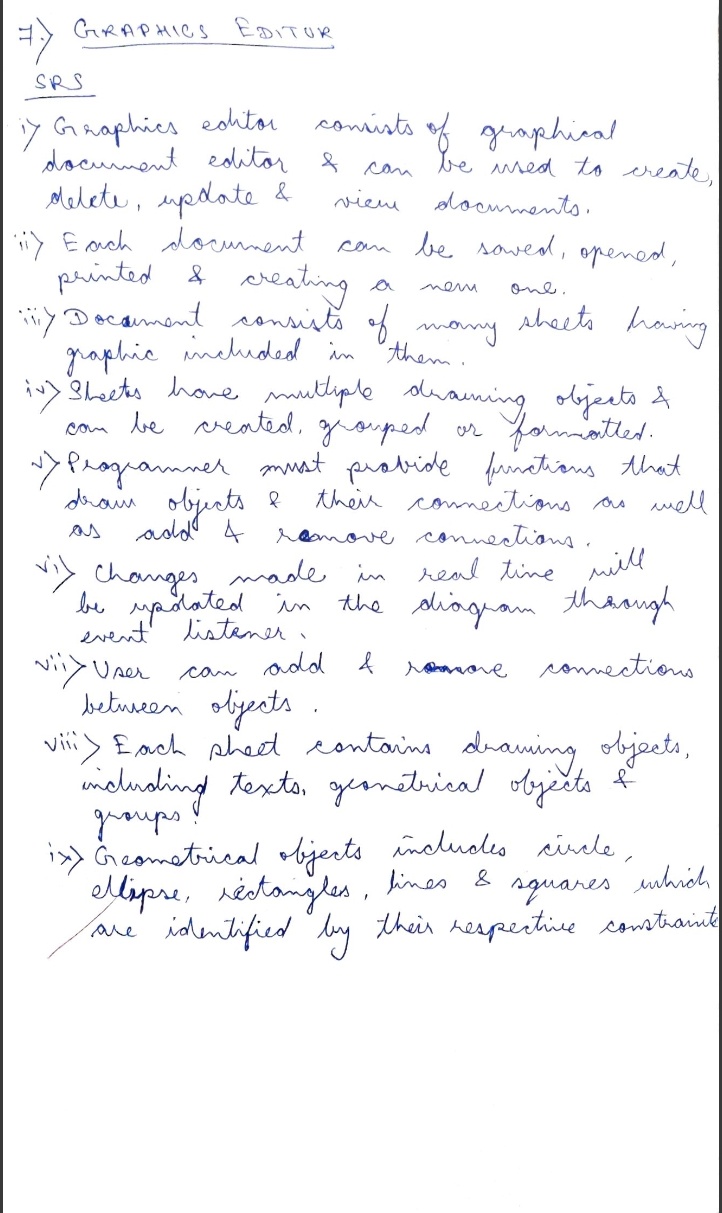 7.) GRAPHICS EDITOR
SRS
i) Graphics editor consists of graphical
document editor & can be used to create,
delete, update & view documents.
ii) Each document can be saved, opened,
printed & creating a new one.
iii) Document consists of many sheets having
graphic included in them.
iv) Sheets have multiple drawing objects &
can be created, grouped or formatted.
v) Programmer must provide functions that
draw objects & their connections as well
as add & remove connections.
vi) Changes made in real time will
be updated in the diagram through
event listener.
vii) User can add & remove connections
between objects.
viii) Each sheet contains drawing objects,
including texts, geometrical objects &
groups.
ix) Geometrical objects includes circle,
ellipse, rectangles, lines & squares which
are identified by their respective constraints